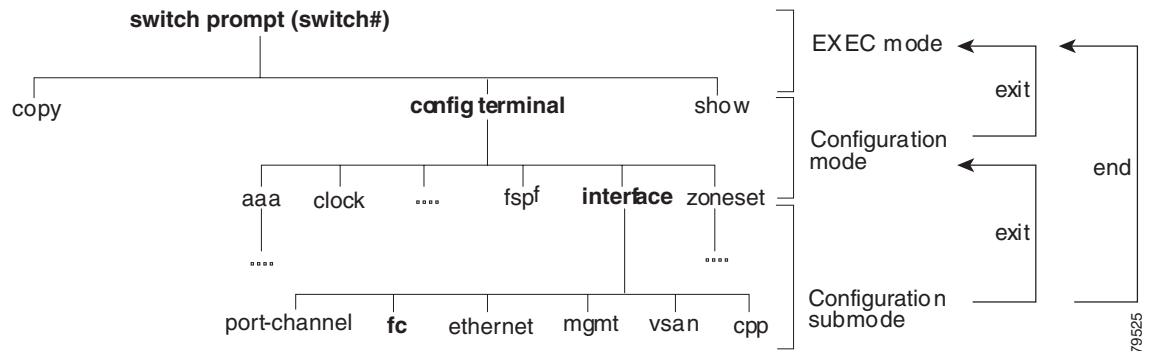 switch prompt (switch#)
EXEC mode
exit
copy
config terminal
show
Configuration
mode
end
aaa
clock
....
fspf
interface
zoneset
exit
....
....
Configuration
submode
port-channel
fc
ethernet
mgmt
vsan
cpp
79525